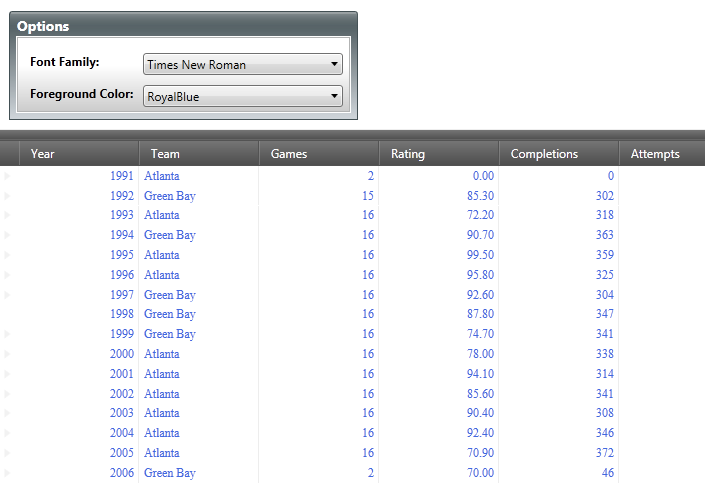 Options
Font Family: Times New Roman
Foreground Color: RoyalBlue
Year Team Games Rating Completions Attempts
1991 Atlanta 2 0.00 0
1992 Green Bay 15 85.30 302
1993 Atlanta 16 72.20 318
1994 Green Bay 16 90.70 363
1995 Atlanta 16 99.50 359
1996 Atlanta 16 95.80 325
1997 Green Bay 16 92.60 304
1998 Green Bay 16 87.80 347
1999 Green Bay 16 74.70 341
2000 Atlanta 16 78.00 338
2001 Atlanta 16 94.10 314
2002 Atlanta 16 85.60 341
2003 Atlanta 16 90.40 308
2004 Atlanta 16 92.40 346
2005 Atlanta 16 70.90 372
2006 Green Bay 2 70.00 46